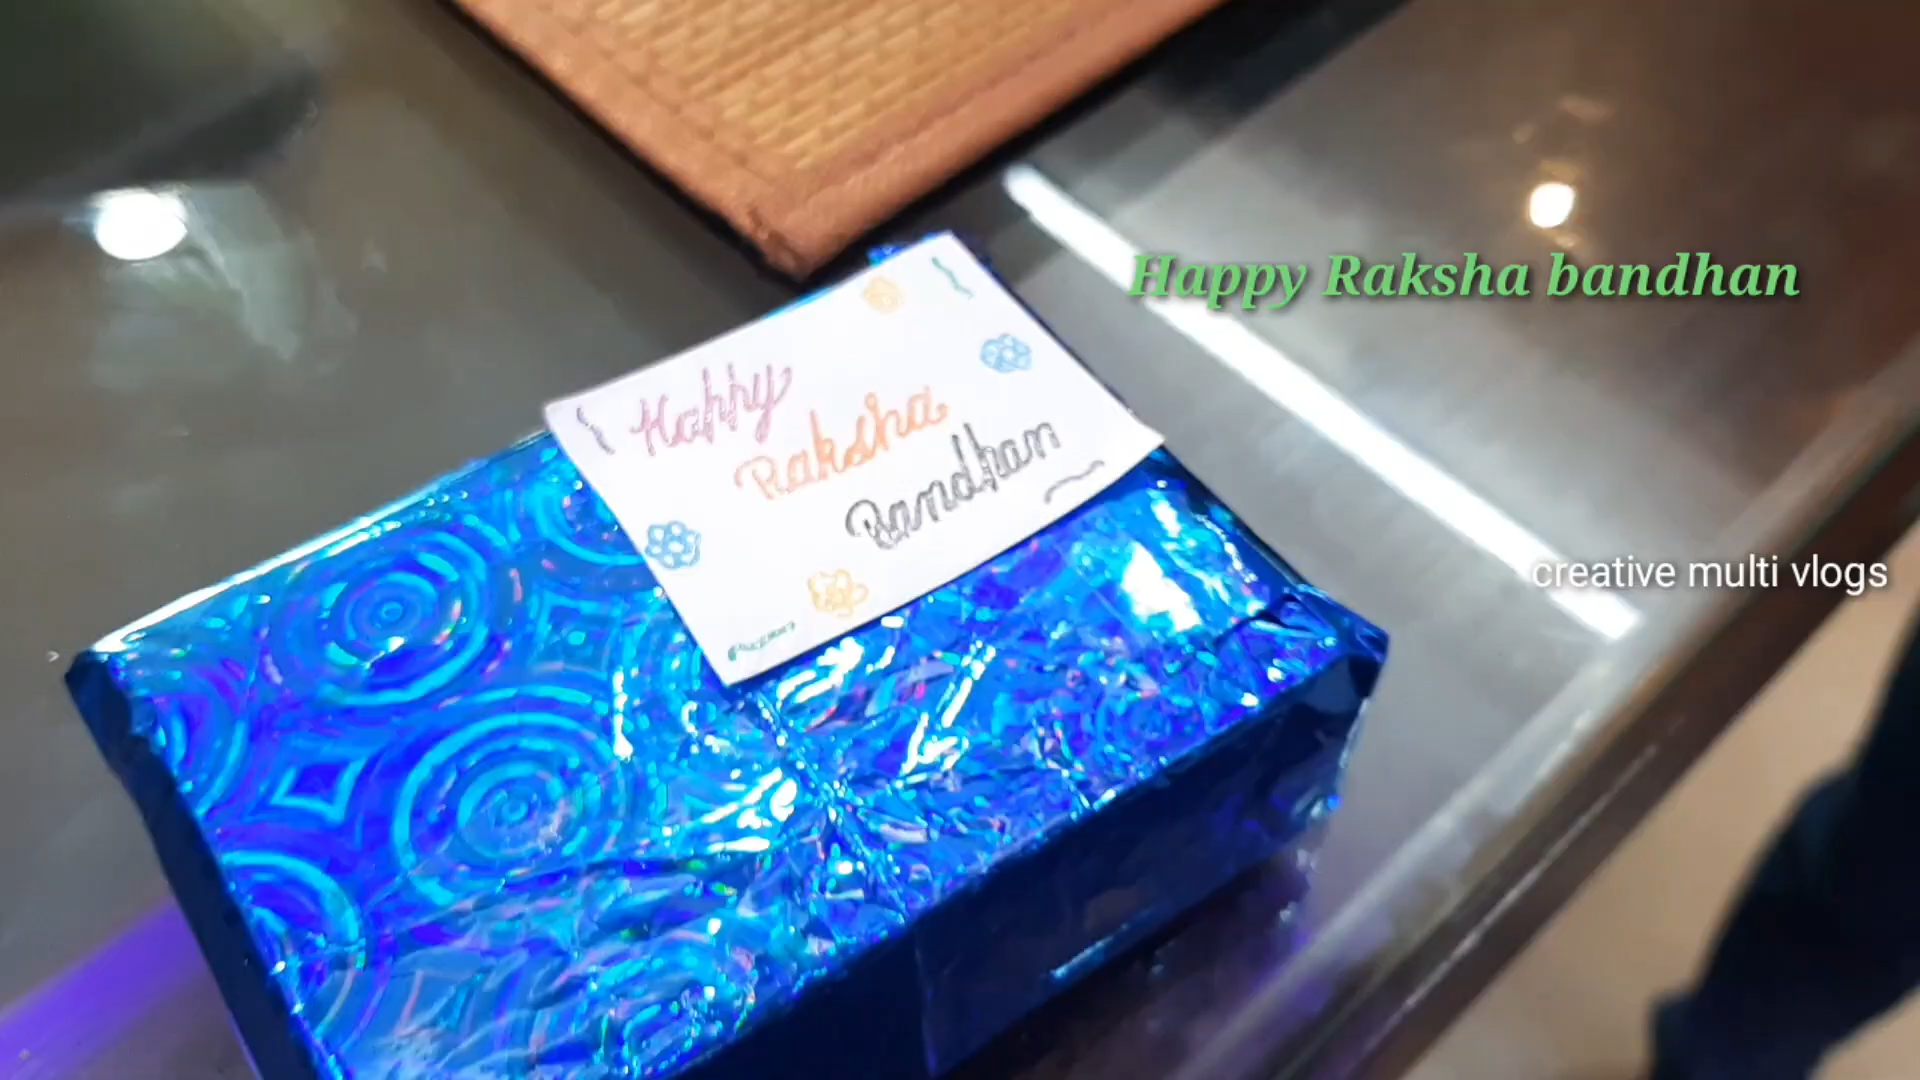 Happy
Raksha
Bandhan
Happy Raksha bandhan
creative multi vlogs